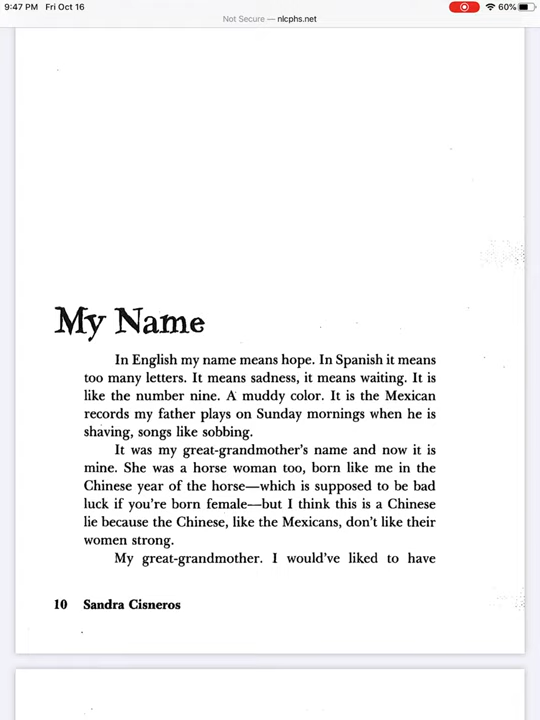 9:47 PM Fri Oct 16
60%
Not Secure — nlcphs.net
My Name
In English my name means hope. In Spanish it means
too many letters. It means sadness, it means waiting. It is
like the number nine. A muddy color. It is the Mexican
records my father plays on Sunday mornings when he is
shaving, songs like sobbing.
It was my great-grandmother's name and now it is
mine. She was a horse woman too, born like me in the
Chinese year of the horse—which is supposed to be bad
luck if you're born female—but I think this is a Chinese
lie because the Chinese, like the Mexicans, don't like their
women strong.
My great-grandmother. I would've liked to have
10 Sandra Cisneros